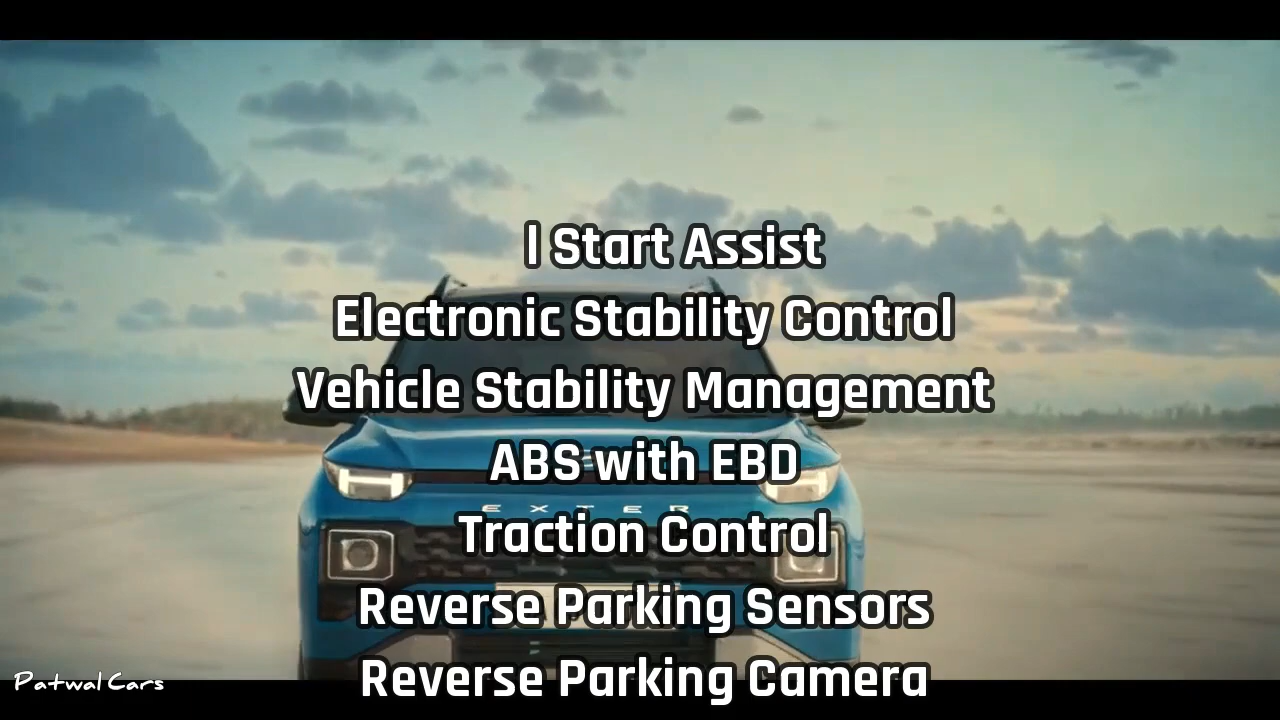 l Start Assist
Electronic Stability Control
Vehicle Stability Management
ABS with EBD
EXTER
Traction Control
Reverse Parking Sensors
Reverse Parking Camera
Patwal Cars